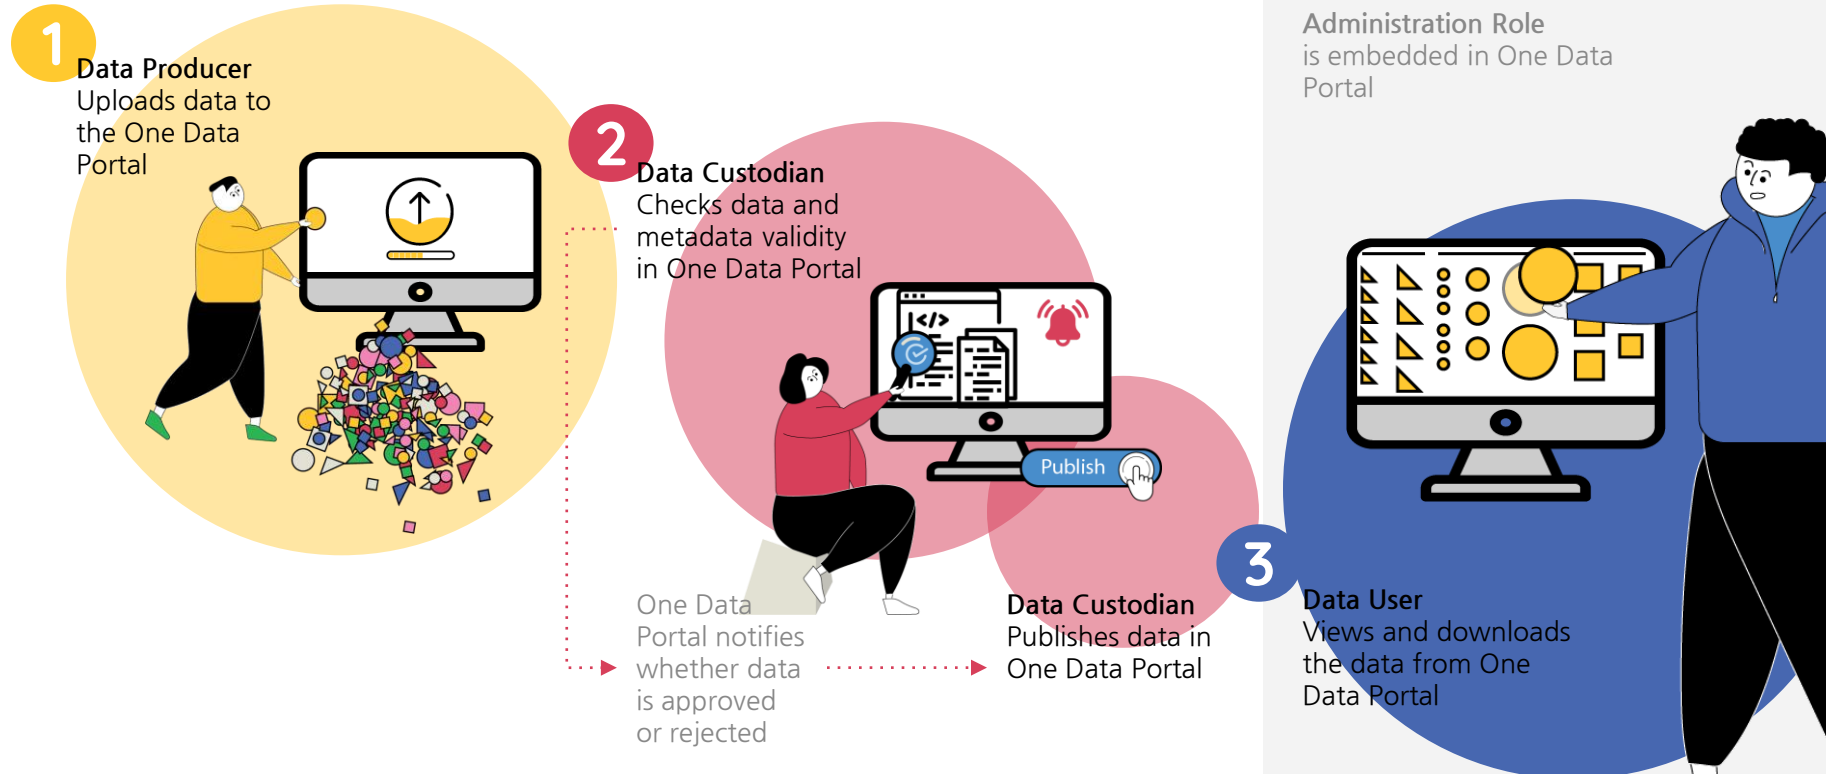 1
Data Producer
Uploads data to
the One Data
Portal
2
Data Custodian
Checks data and
metadata validity
in One Data Portal
</>
Publish
One Data
Portal notifies
whether data
is approved
or rejected
Data Custodian
Publishes data in
One Data Portal
Administration Role
is embedded in One Data
Portal
3
Data User
Views and downloads
the data from One
Data Portal